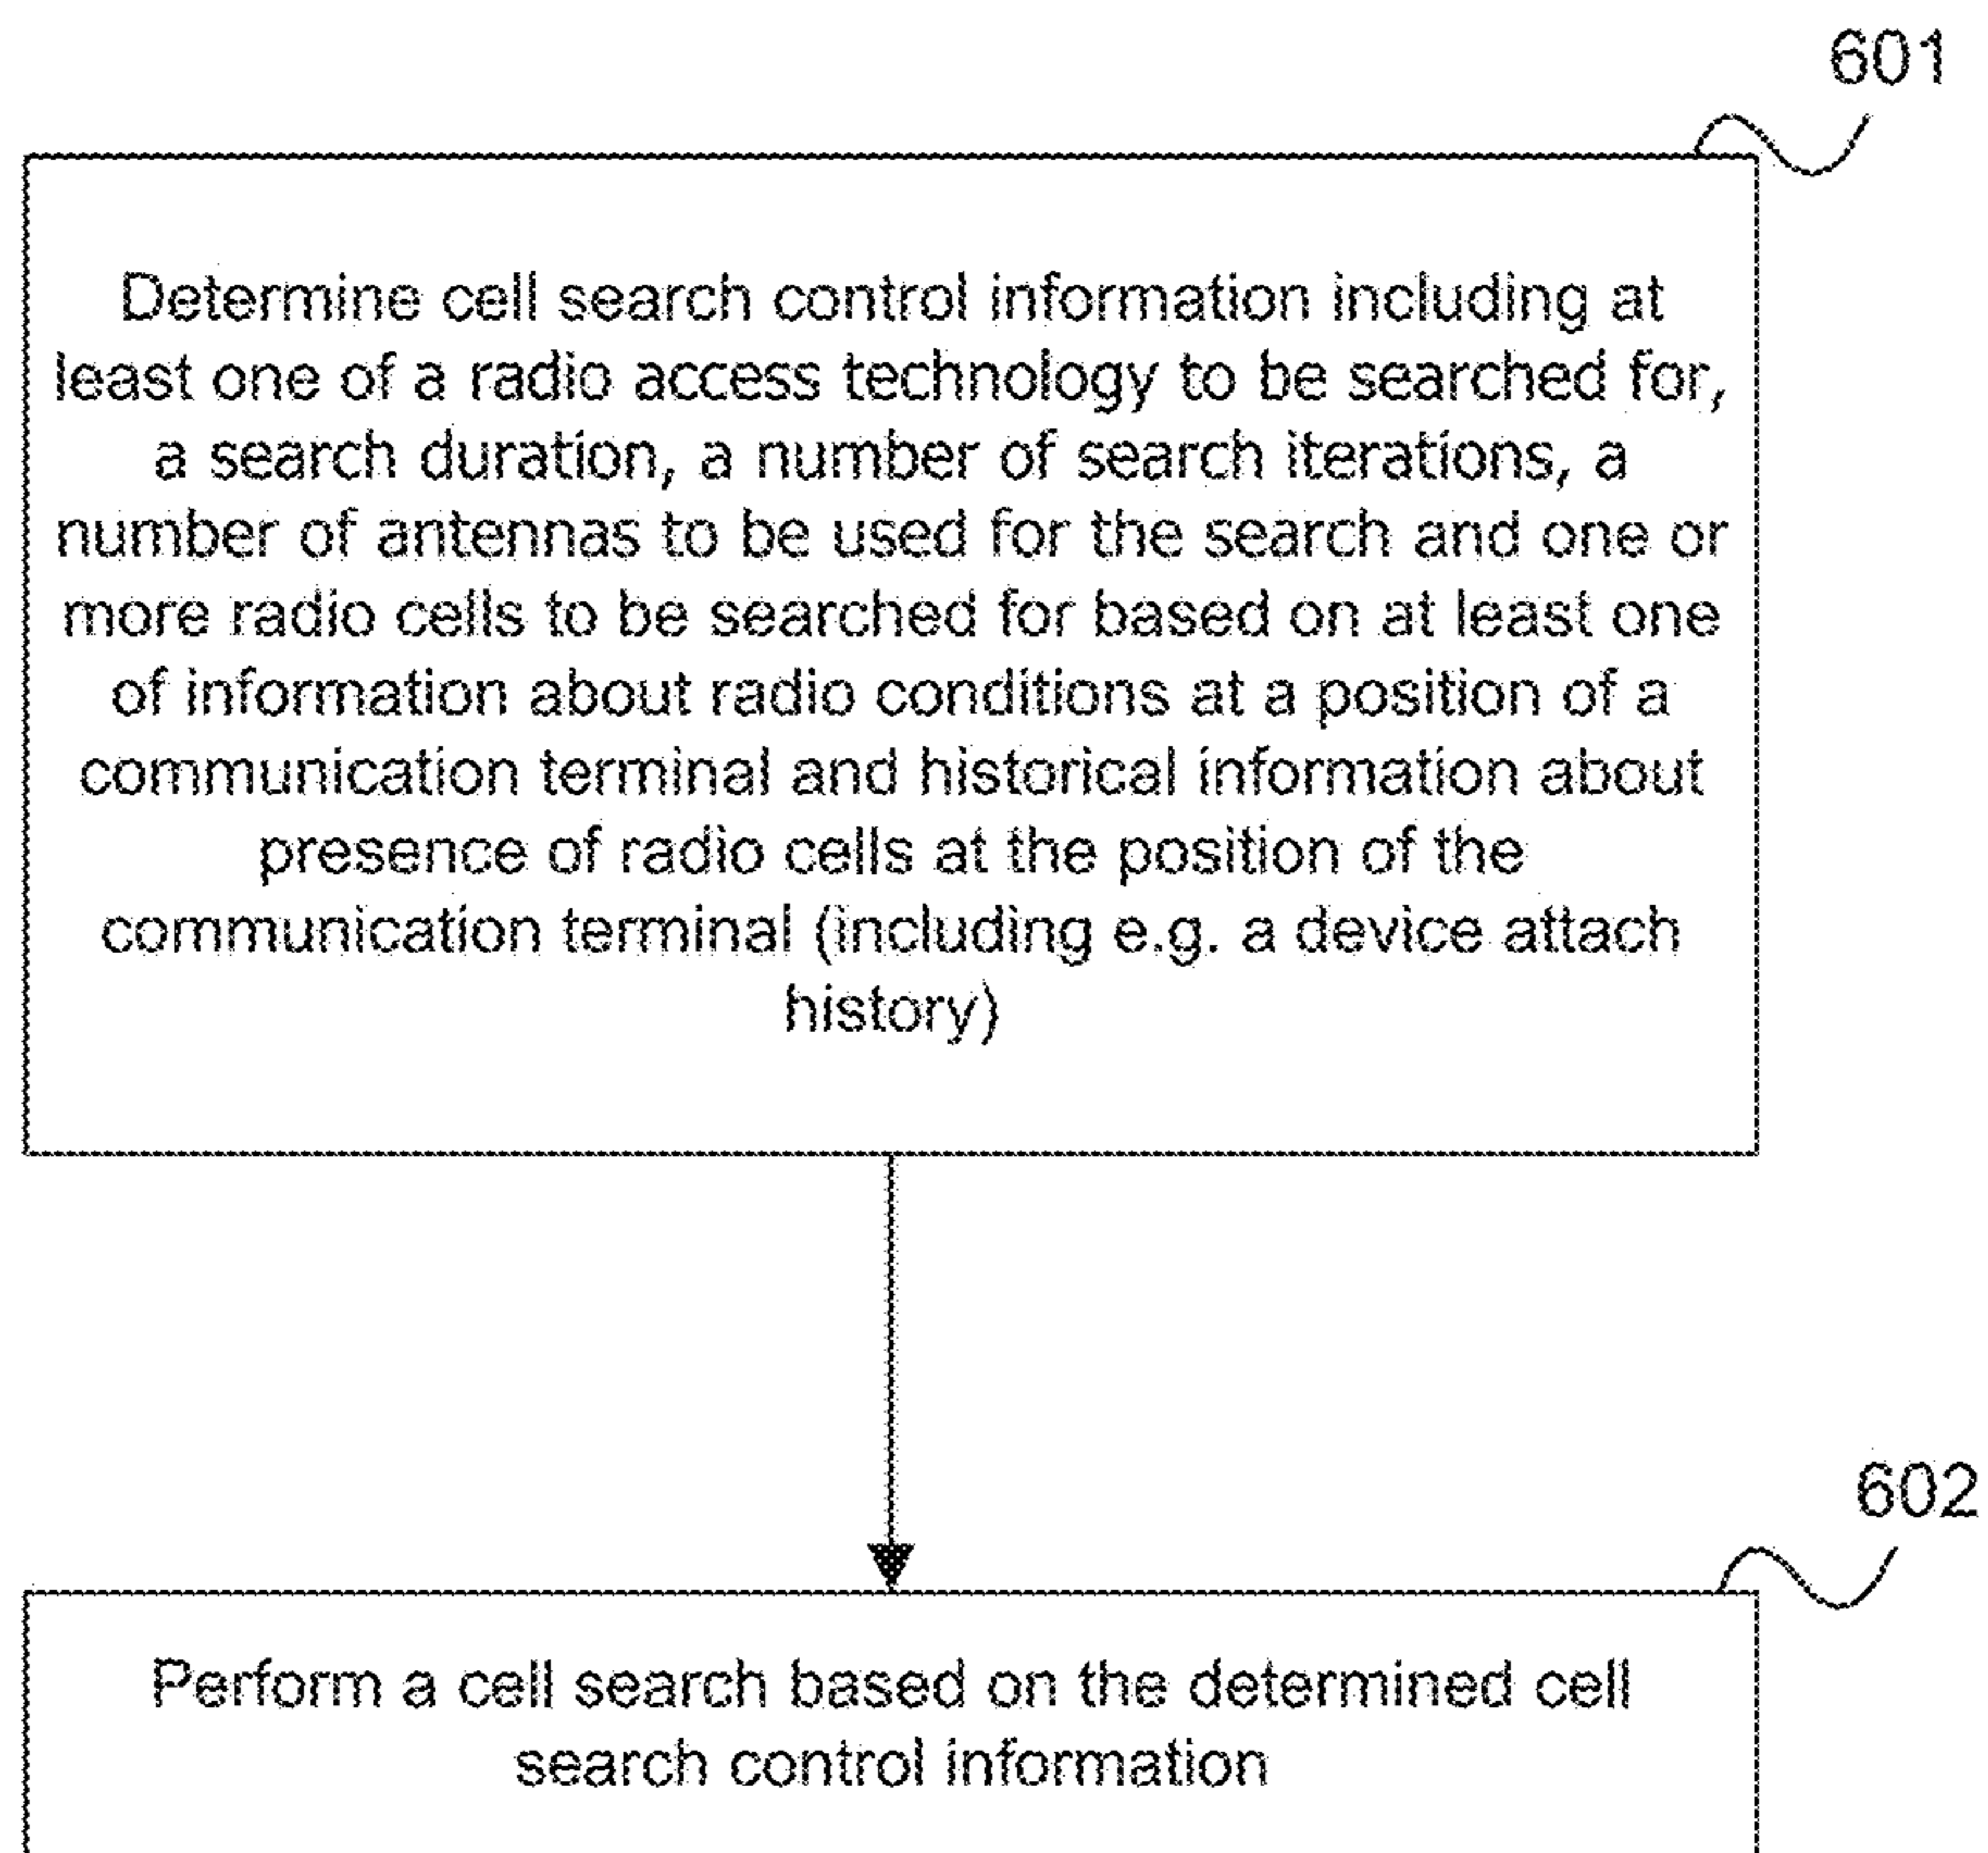 601
Determine cell search control information including at
least one of a radio access technology to be searched for,
a search duration, a number of search iterations, a
number of antennas to be used for the search and one or
more radio cells to be searched for based on at least one
of information about radio conditions at a position of a
communication terminal and historical information about
presence of radio cells at the position of the
communication terminal (including e.g. a device attach
history)
602
Perform a cell search based on the determined cell
search control information